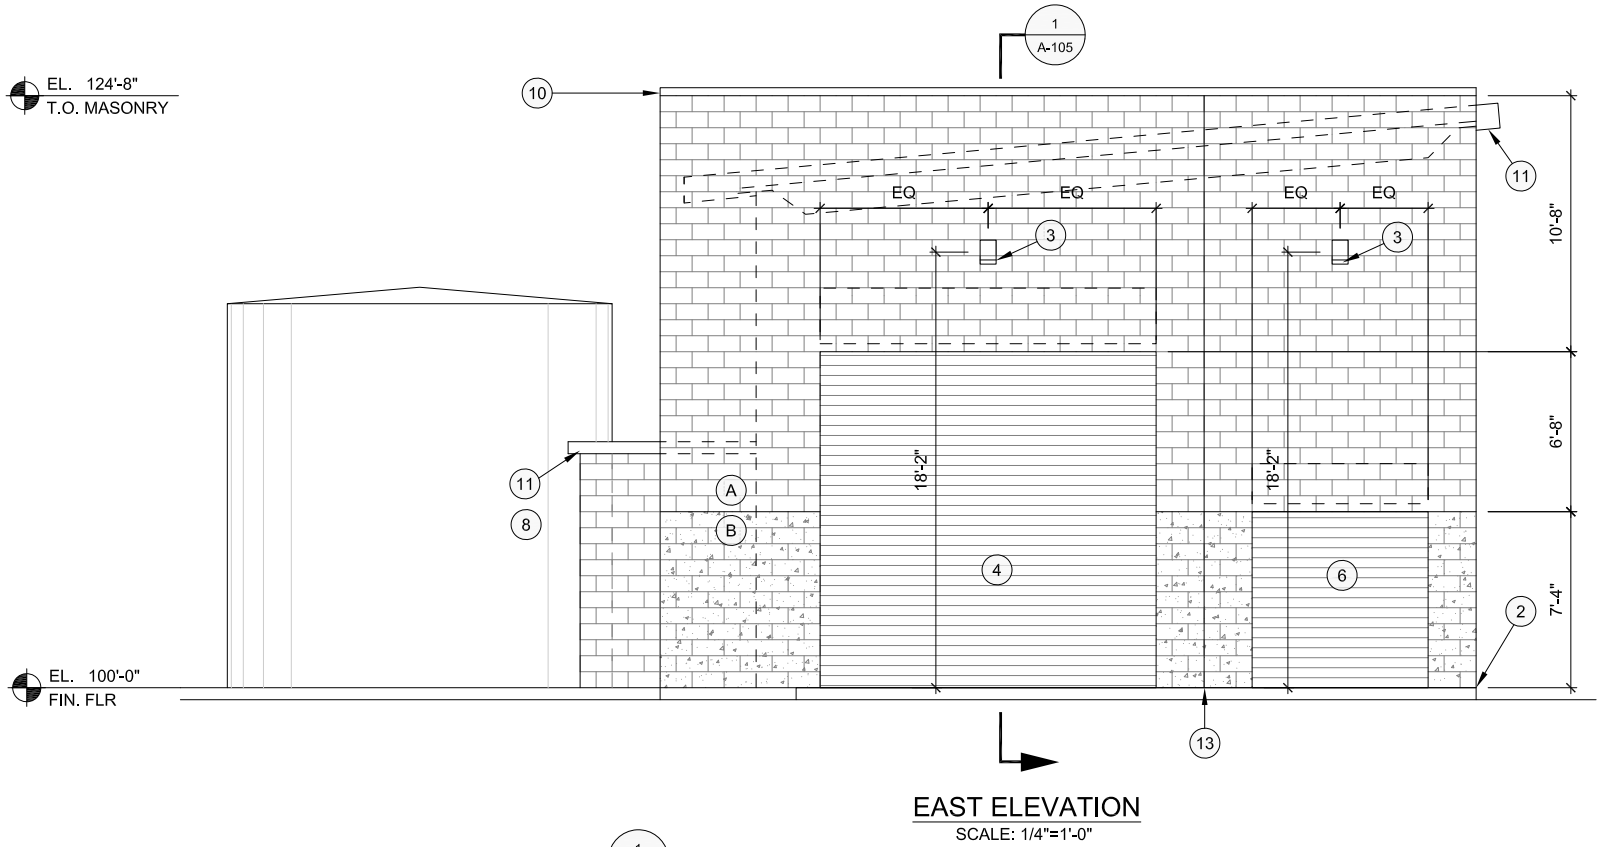 1
A-105
EL. 124'-8"
T.O. MASONRY
10
11
EQ
EQ
EQ
EQ
3
3
10'-8"
6'-8"
18'-2"
18'-2"
11
A
8
B
4
6
7'-4"
2
EL. 100'-0"
FIN. FLR
13
EAST ELEVATION
SCALE: 1/4"=1'-0"
1